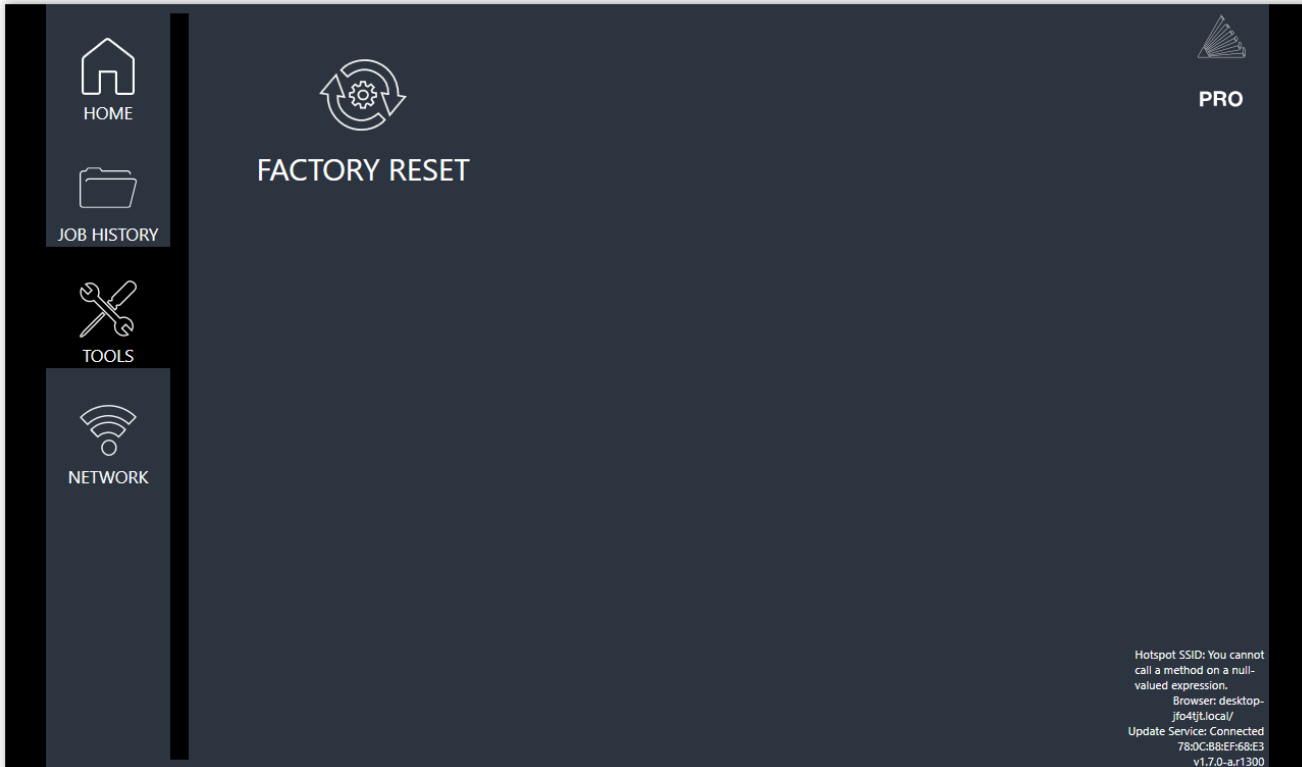 HOME
JOB HISTORY
TOOLS
NETWORK
FACTORY RESET
PRO
Hotspot SSID: You cannot
call a method on a null-
valued expression.
Browser: desktop-
jfo4tjt.local/
Update Service: Connected
78:0C:B8:EF:68:E3
v1.7.0-a.r1300